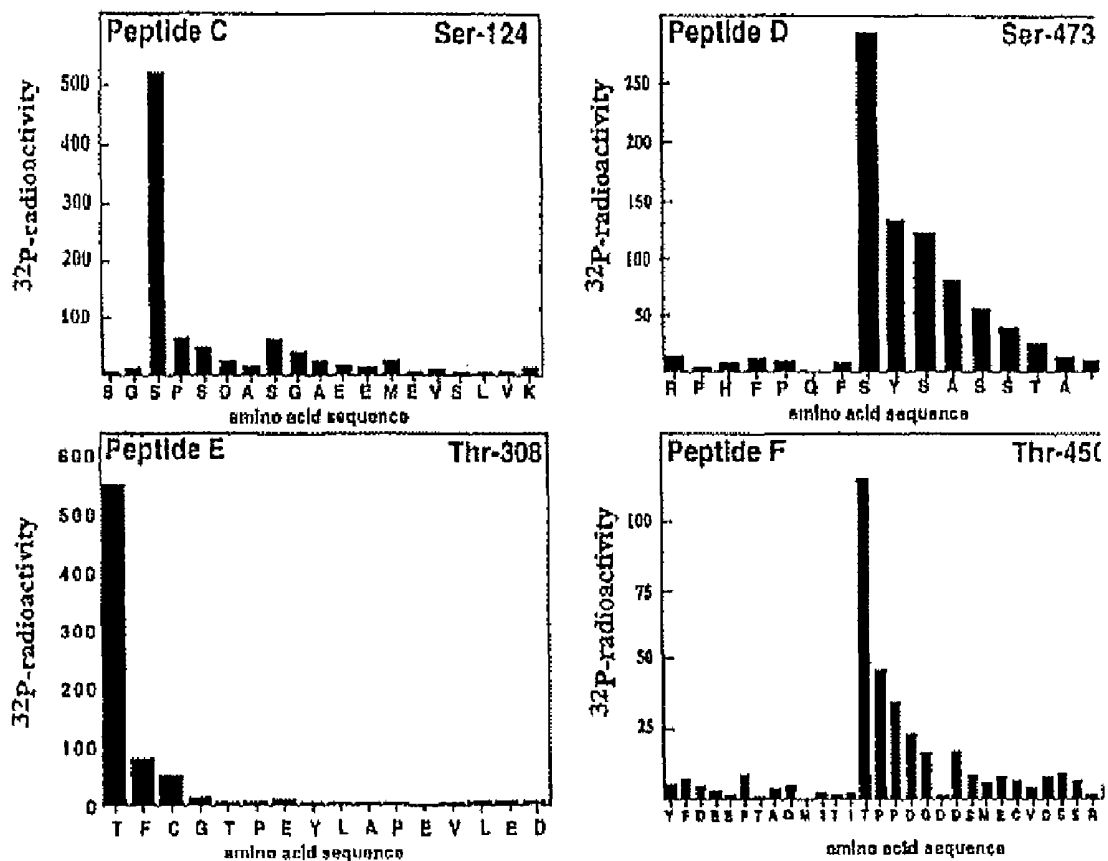 Peptide C
Ser-124
32P-radioactivity
500
400
300
200
100
S G S P S D A S G A E E M E V S L V K
amino acid sequence
Peptide D
Ser-473
32P-radioactivity
250
200
150
100
50
R P H F P Q F S Y S A S S T A
amino acid sequence
Peptide E
Thr-308
32P-radioactivity
600
500
400
300
200
100
0
T F C G T P E Y L A P E V L E D
amino acid sequence
Peptide F
Thr-450
32P-radioactivity
100
75
50
25
Y F D E E F T A Q M I T I T P P D Q D D S M E C V D S S R
amino acid sequence